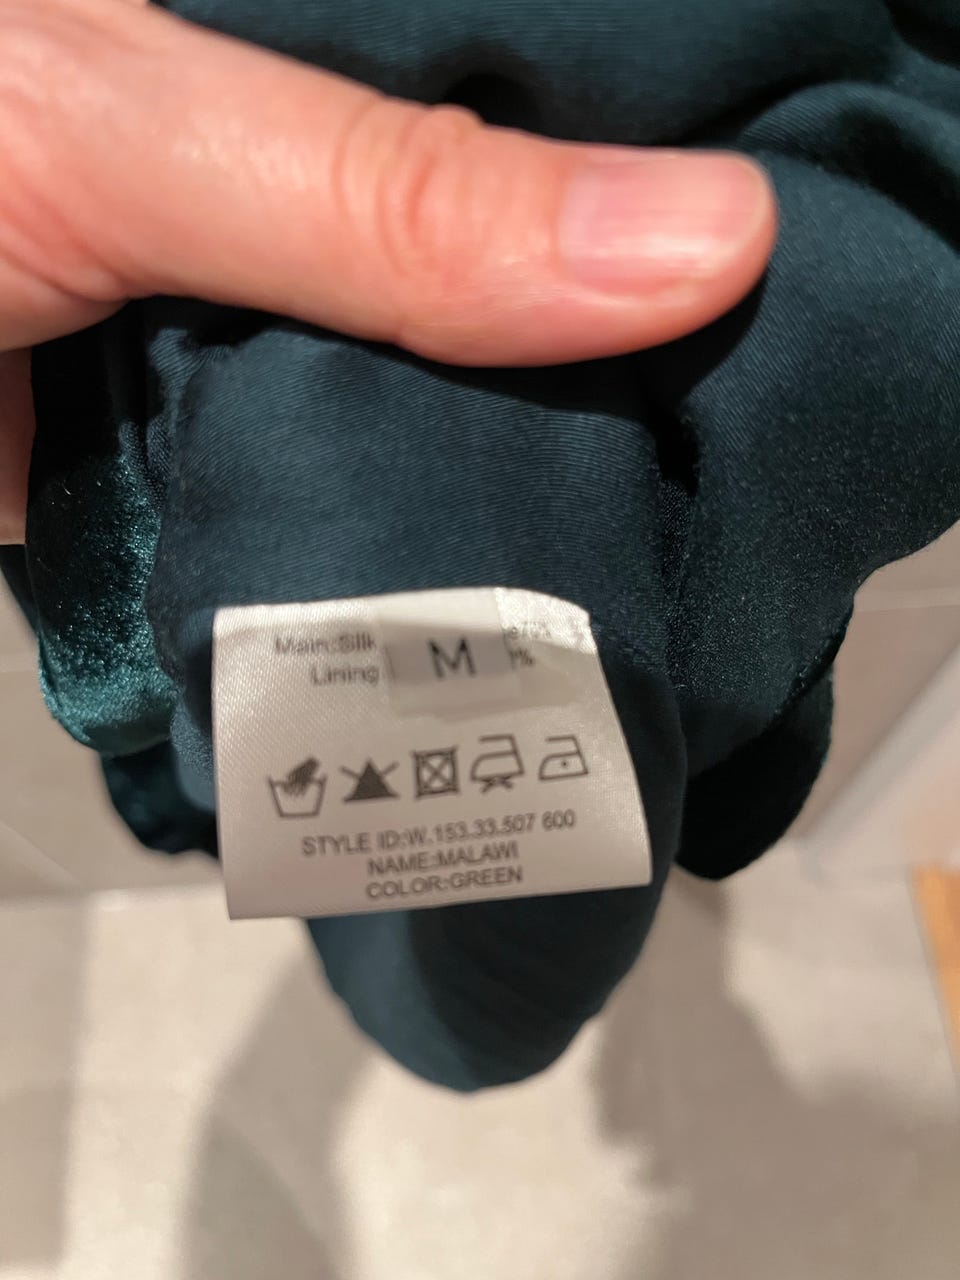 Main:Silk
Lining
M
%
STYLE ID:W.153.33.507 600
NAME:MALAWI
COLOR:GREEN